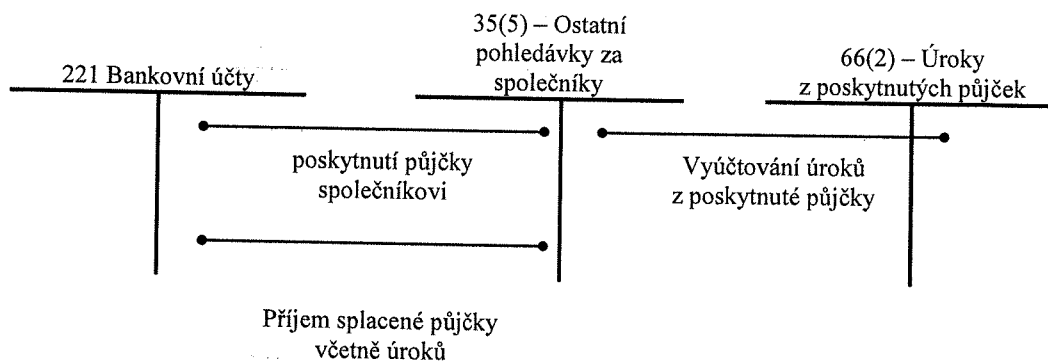 221 Bankovní účty
35(5) – Ostatní
pohledávky za
společníky
66(2) – Úroky
z poskytnutých půjček
poskytnutí půjčky
společníkovi
Vyúčtování úroků
z poskytnuté půjčky
Příjem splacené půjčky
včetně úroků